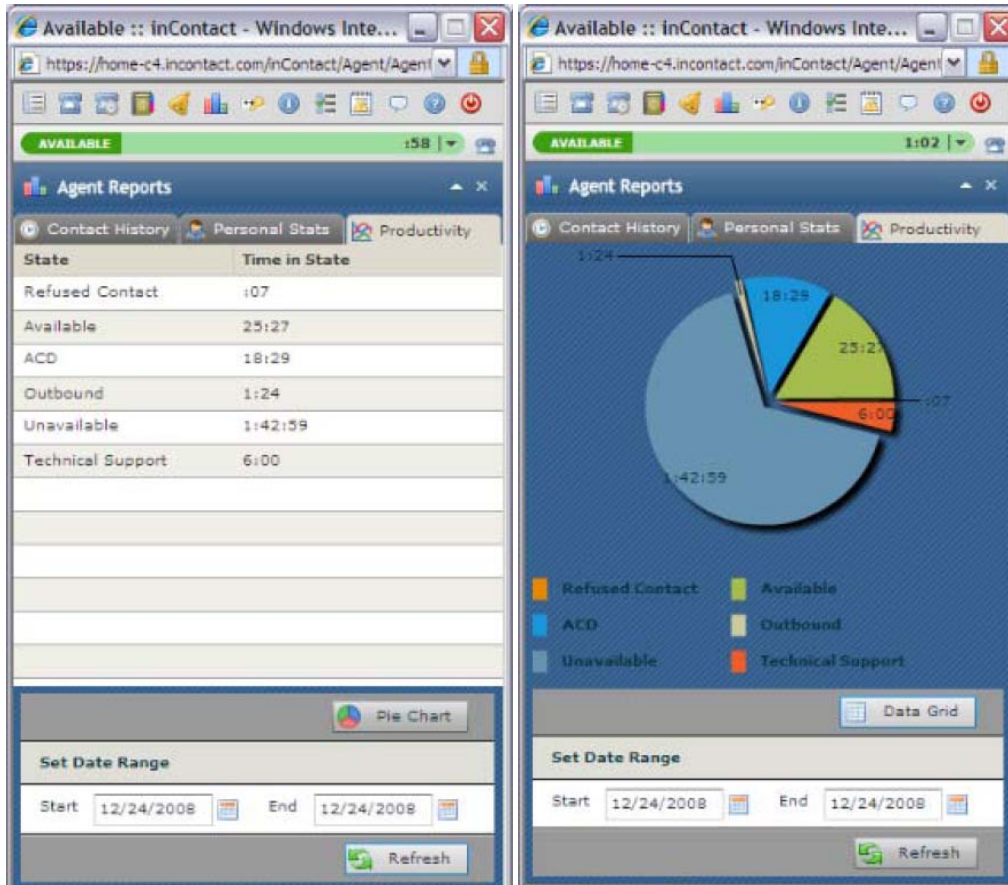 Available :: inContact - Windows Inte...
https://home-c4.incontact.com/inContact/Agent/Agent
AVAILABLE :58
Agent Reports
Contact History Personal Stats Productivity
State Time in State
Refused Contact :07
Available 25:27
ACD 18:29
Outbound 1:24
Unavailable 1:42:59
Technical Support 6:00
Pie Chart
Set Date Range
Start 12/24/2008 End 12/24/2008
Refresh
Available :: inContact - Windows Inte...
https://home-c4.incontact.com/inContact/Agent/Agent
AVAILABLE 1:02
Agent Reports
Contact History Personal Stats Productivity
1:24
18:29
25:27
:07
6:00
1:42:59
Refused Contact Available
ACD Outbound
Unavailable Technical Support
Data Grid
Set Date Range
Start 12/24/2008 End 12/24/2008
Refresh